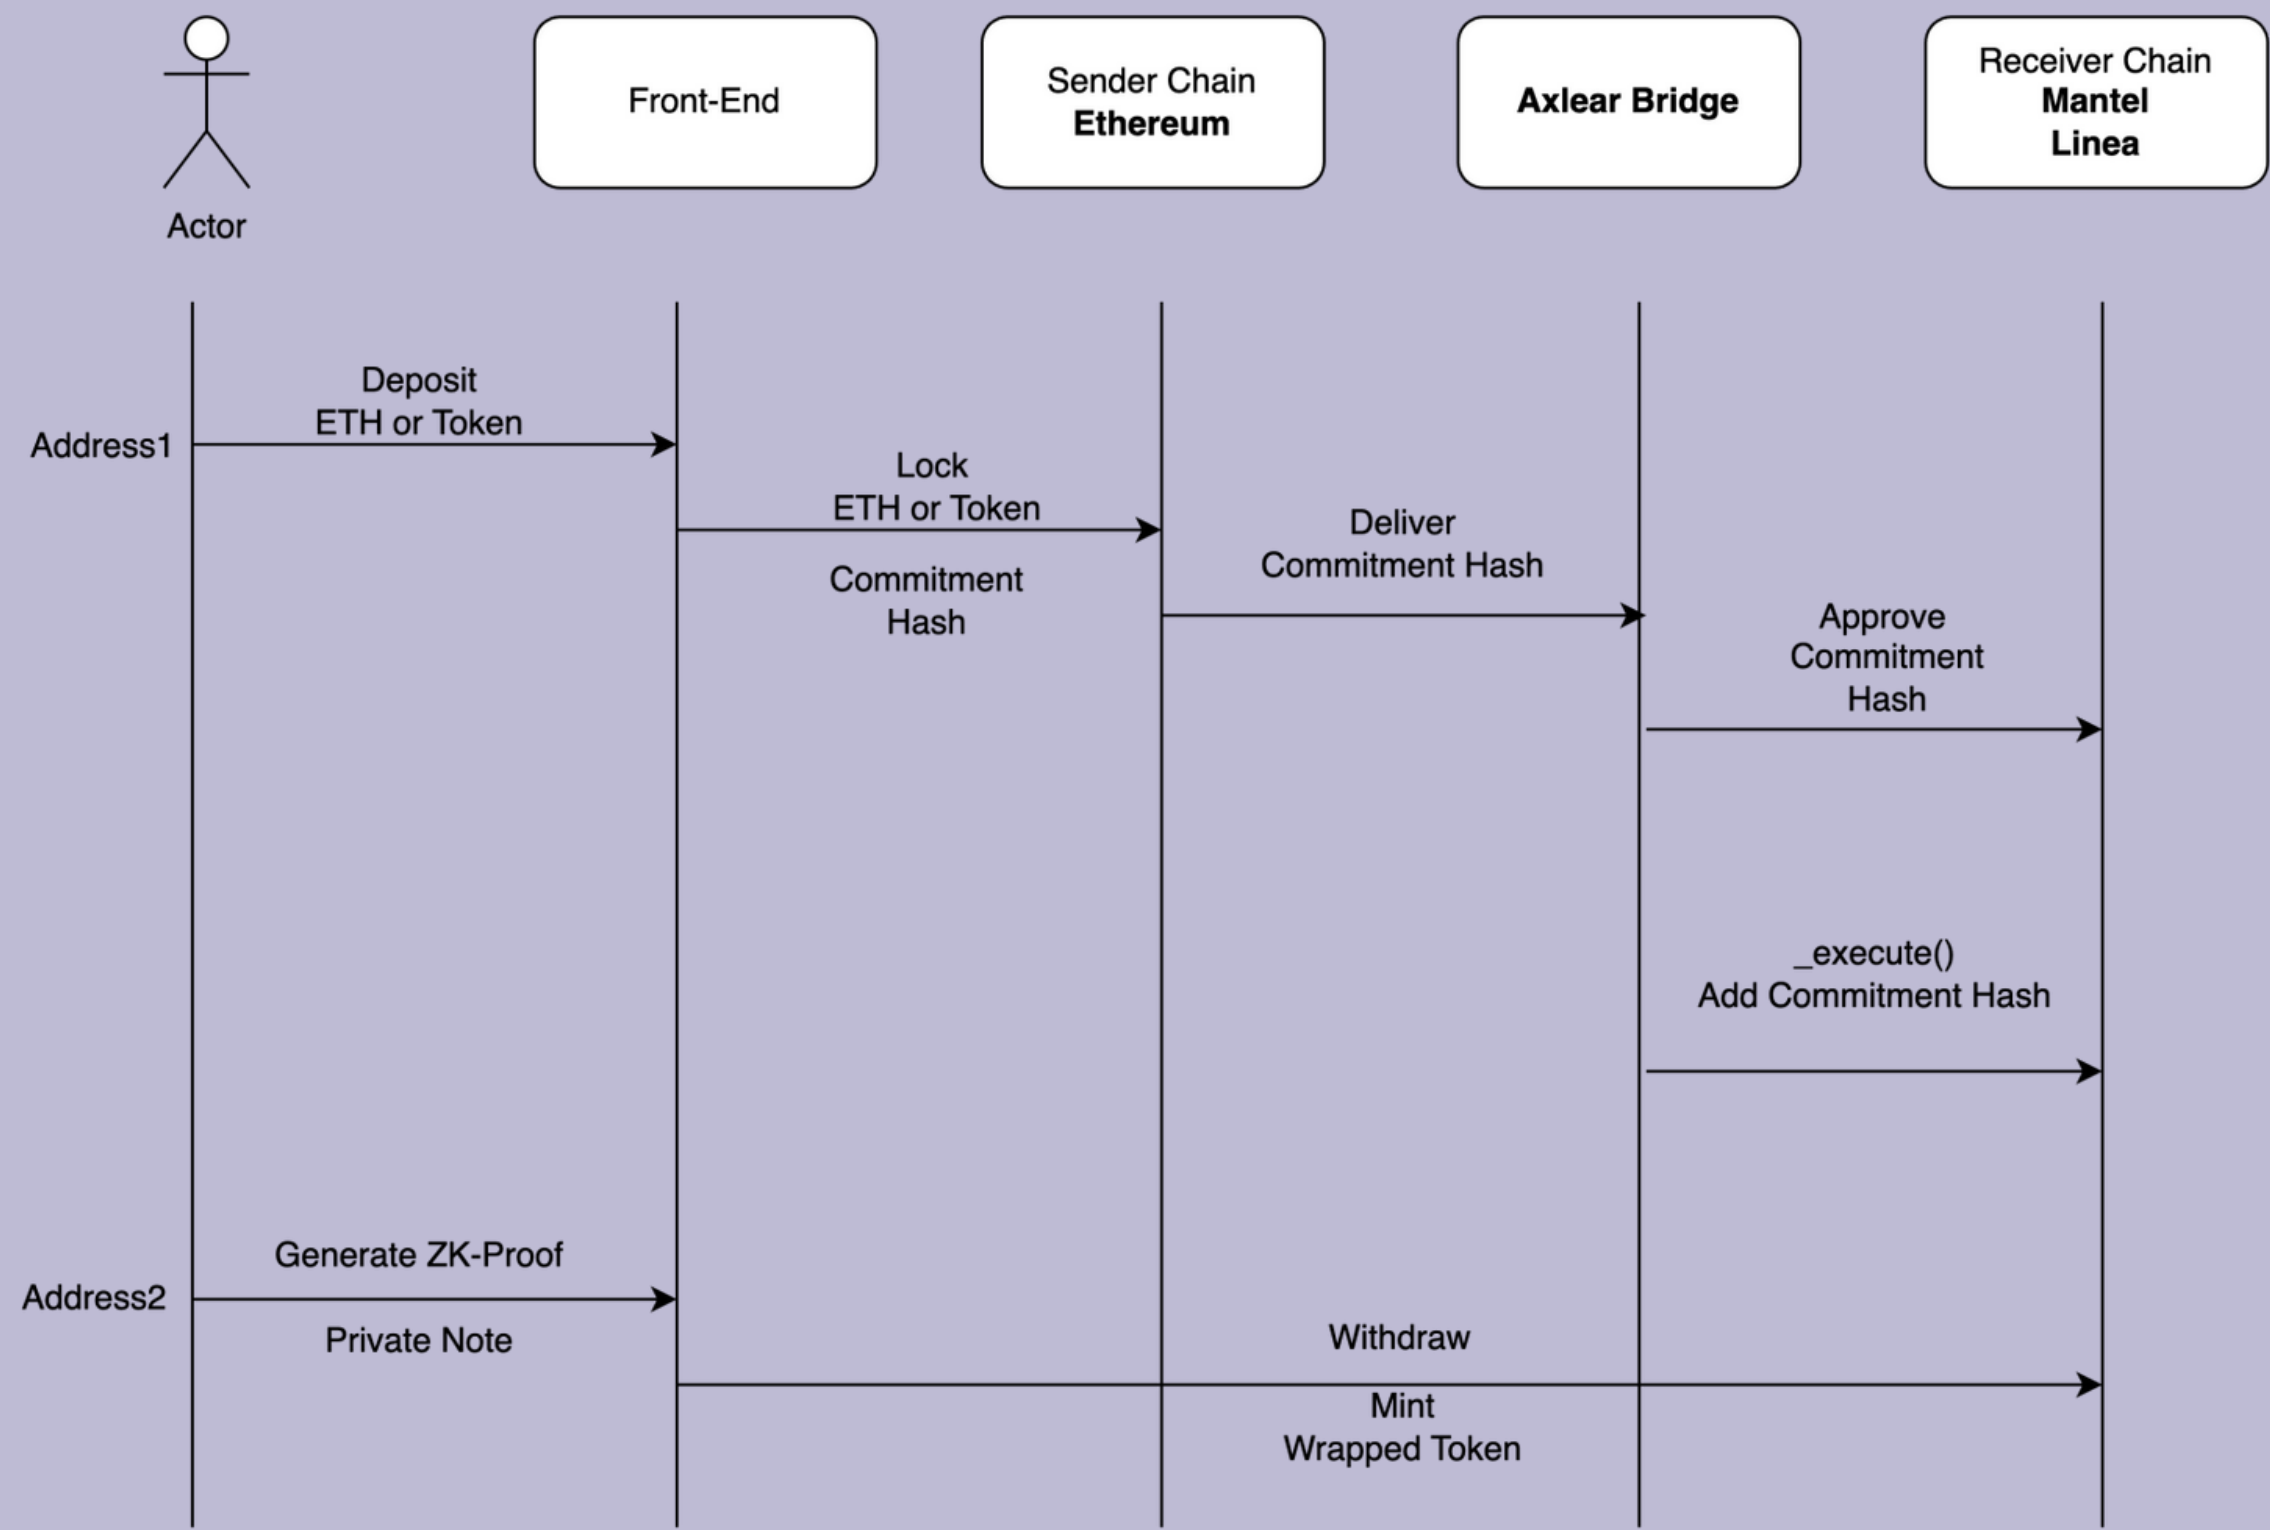 Actor
Front-End
Sender Chain
Ethereum
Axlear Bridge
Receiver Chain
Mantel
Linea
Address1
Deposit
ETH or Token
Lock
ETH or Token
Commitment
Hash
Deliver
Commitment Hash
Approve
Commitment
Hash
_execute()
Add Commitment Hash
Address2
Generate ZK-Proof
Private Note
Withdraw
Mint
Wrapped Token